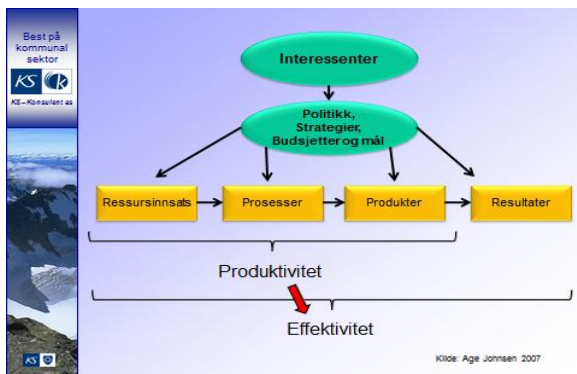 Best på
kommunal
sektor
KS K
KS-Konsulent as
Interessenter
Politikk,
Strategier,
Budsjetter og mål
Ressursinnsats
Prosesser
Produkter
Resultater
Produktivitet
Effektivitet
KS
Kilde: Age Johnsen 2007